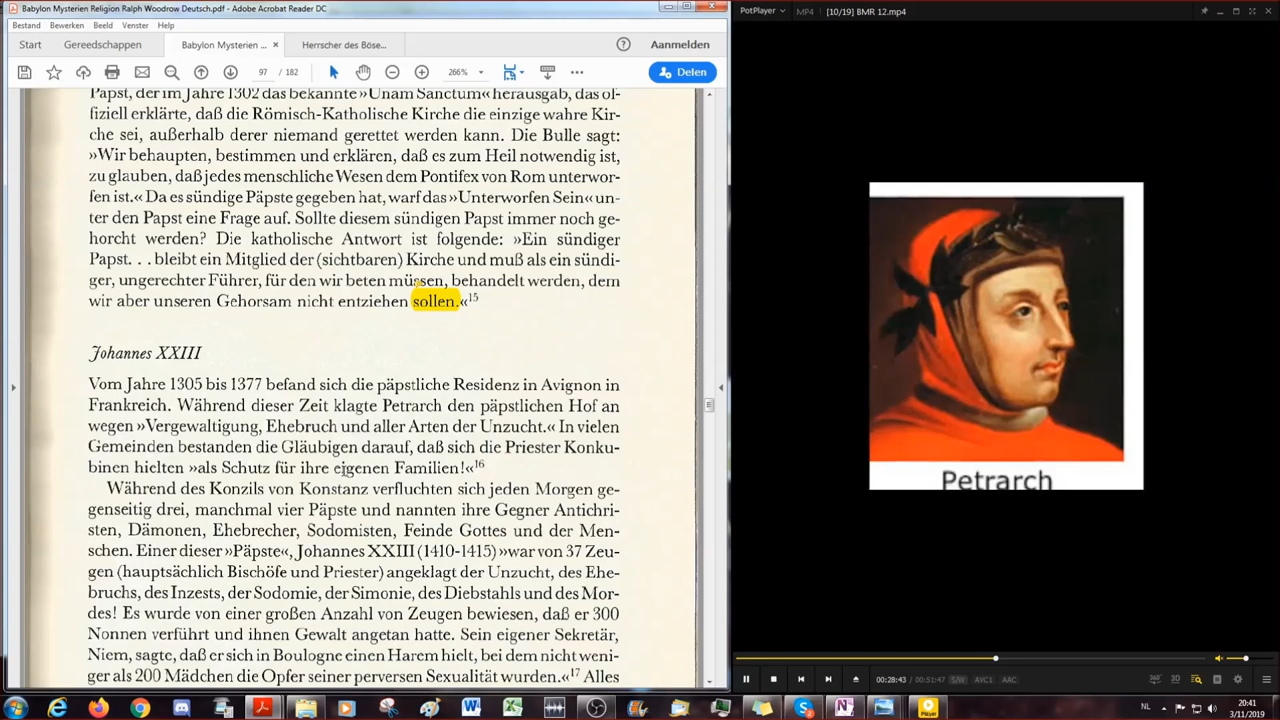 Babylon Mysterien Religion Ralph Woodrow Deutsch.pdf - Adobe Acrobat Reader DC
Bestand Bewerken Beeld Venster Help
Start Gereedschappen Babylon Mysterien ... × Herrscher des Böse... Aanmelden
97 / 182 266% Delen
Papst, der im Jahre 1302 das bekannte »Unam Sanctum« herausgab, das of-
fiziell erklärte, daß die Römisch-Katholische Kirche die einzige wahre Kir-
che sei, außerhalb derer niemand gerettet werden kann. Die Bulle sagt:
»Wir behaupten, bestimmen und erklären, daß es zum Heil notwendig ist,
zu glauben, daß jedes menschliche Wesen dem Pontifex von Rom unterwor-
fen ist.« Da es sündige Päpste gegeben hat, warf das »Unterworfen Sein« un-
ter den Papst eine Frage auf. Sollte diesem sündigen Papst immer noch ge-
horcht werden? Die katholische Antwort ist folgende: »Ein sündiger
Papst. . . bleibt ein Mitglied der (sichtbaren) Kirche und muß als ein sündi-
ger, ungerechter Führer, für den wir beten müssen, behandelt werden, dem
wir aber unseren Gehorsam nicht entziehen sollen.«15
Johannes XXIII
Vom Jahre 1305 bis 1377 befand sich die päpstliche Residenz in Avignon in
Frankreich. Während dieser Zeit klagte Petrarch den päpstlichen Hof an
wegen »Vergewaltigung, Ehebruch und aller Arten der Unzucht.« In vielen
Gemeinden bestanden die Gläubigen darauf, daß sich die Priester Konku-
binen hielten »als Schutz für ihre eigenen Familien!«16
Während des Konzils von Konstanz verfluchten sich jeden Morgen ge-
genseitig drei, manchmal vier Päpste und nannten ihre Gegner Antichri-
sten, Dämonen, Ehebrecher, Sodomisten, Feinde Gottes und der Men-
schen. Einer dieser »Päpste«, Johannes XXIII (1410-1415) »war von 37 Zeu-
gen (hauptsächlich Bischöfe und Priester) angeklagt der Unzucht, des Ehe-
bruchs, des Inzests, der Sodomie, der Simonie, des Diebstahls und des Mor-
des! Es wurde von einer großen Anzahl von Zeugen bewiesen, daß er 300
Nonnen verführt und ihnen Gewalt angetan hatte. Sein eigener Sekretär,
Niem, sagte, daß er sich in Boulogne einen Harem hielt, bei dem nicht weni-
ger als 200 Mädchen die Opfer seiner perversen Sexualität wurden.«17 Alles
PotPlayer MP4 [10/19] BMR 12.mp4
Petrarch
00:28:43 / 00:51:47 S/W AVC1 AAC
360° 3D
NL 20:41
3/11/2019